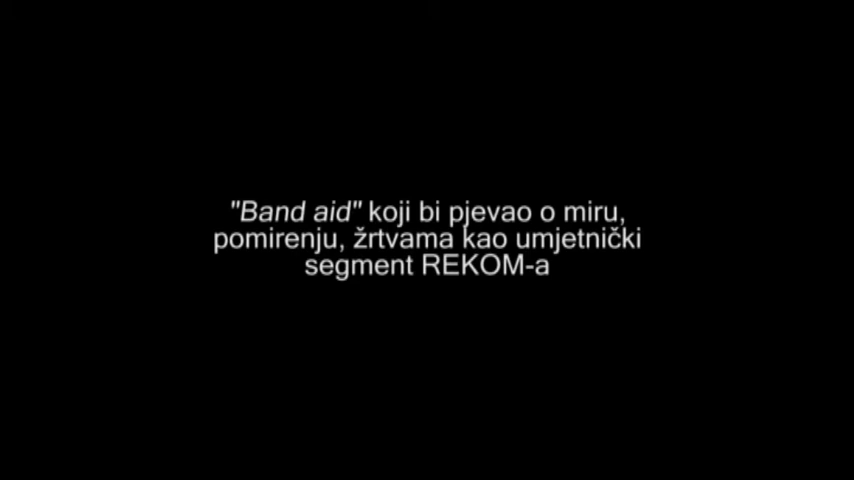 "Band aid" koji bi pjevao o miru,
pomirenju, žrtvama kao umjetnički
segment REKOM-a